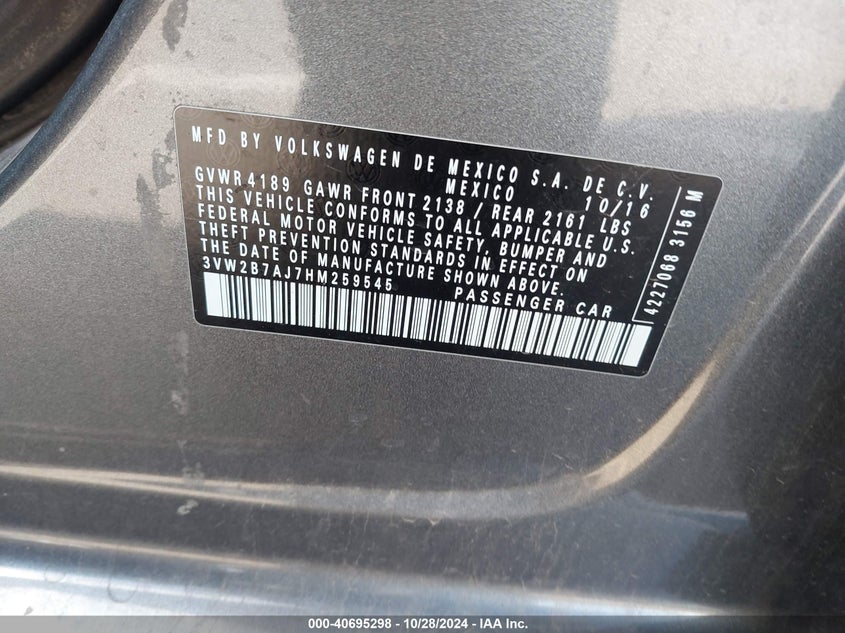 MFD BY VOLKSWAGEN DE MEXICO S.A. DE C.V.
MEXICO 10/16
GVWR 4189 GAWR FRONT 2138 / REAR 2161 LBS
THIS VEHICLE CONFORMS TO ALL APPLICABLE U.S.
FEDERAL MOTOR VEHICLE SAFETY, BUMPER AND
THEFT PREVENTION STANDARDS IN EFFECT ON
THE DATE OF MANUFACTURE SHOWN ABOVE.
3VW2B7AJ7HM259545 PASSENGER CAR
4227068 3156 M
000-40695298 | 10/28/2024 | IAA Inc.